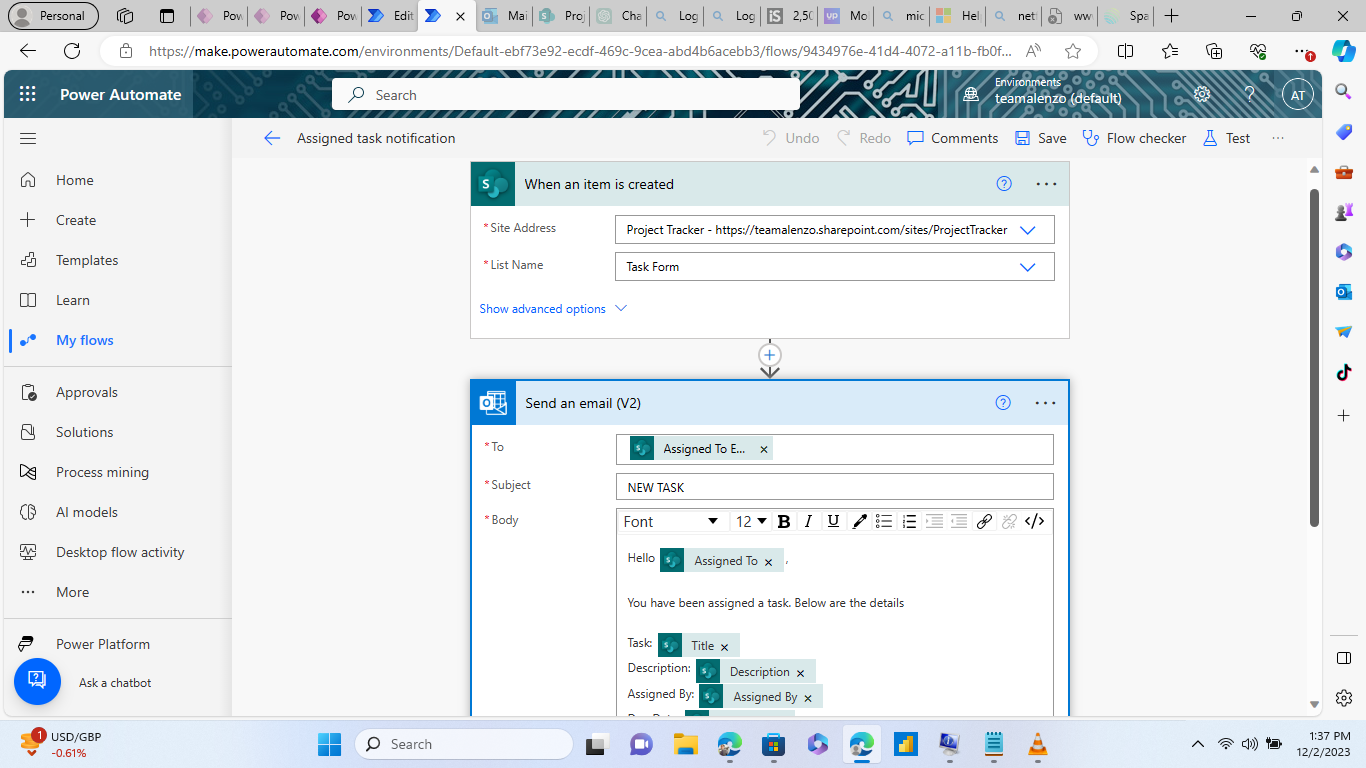 Personal
Pow
Pow
Pow
Edit
Mai
Proj
Cha
Log
Log
2,50
Mo
mic
Hel
net
ww
Spa
https://make.powerautomate.com/environments/Default-ebf73e92-ecdf-469c-9cea-abd4b6acebb3/flows/9434976e-41d4-4072-a11b-fb0f...
Power Automate
Search
Environments
teamalenzo (default)
AT
Assigned task notification
Undo
Redo
Comments
Save
Flow checker
Test
Home
Create
Templates
Learn
My flows
Approvals
Solutions
Process mining
AI models
Desktop flow activity
More
Power Platform
Ask a chatbot
When an item is created
* Site Address
Project Tracker - https://teamalenzo.sharepoint.com/sites/ProjectTracker
* List Name
Task Form
Show advanced options
Send an email (V2)
* To
Assigned To E...
* Subject
NEW TASK
* Body
Font
12
B I U </>
Hello Assigned To ,
You have been assigned a task. Below are the details
Task: Title
Description: Description
Assigned By: Assigned By
1
USD/GBP
-0.61%
Search
1:37 PM
12/2/2023